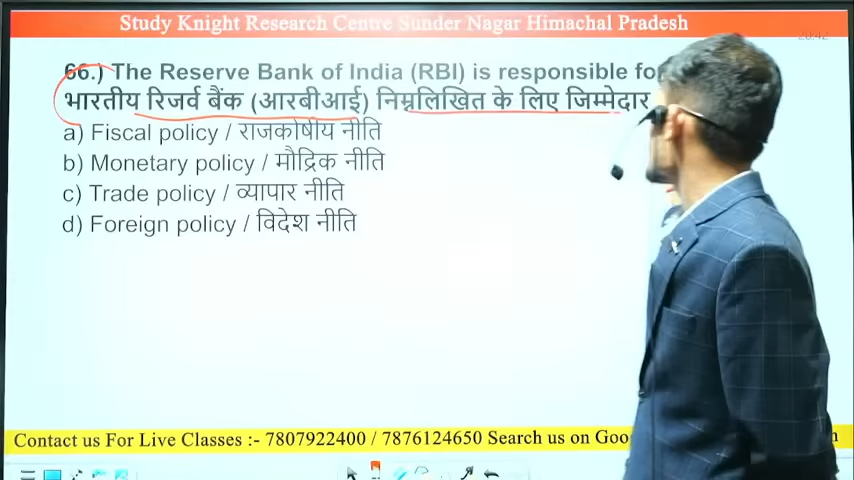 Study Knight Research Centre Sunder Nagar Himachal Pradesh
20:42
66.) The Reserve Bank of India (RBI) is responsible for
भारतीय रिजर्व बैंक (आरबीआई) निम्नलिखित के लिए जिम्मेदार
a) Fiscal policy / राजकोषीय नीति
b) Monetary policy / मौद्रिक नीति
c) Trade policy / व्यापार नीति
d) Foreign policy / विदेश नीति
Contact us For Live Classes :- 7807922400 / 7876124650 Search us on